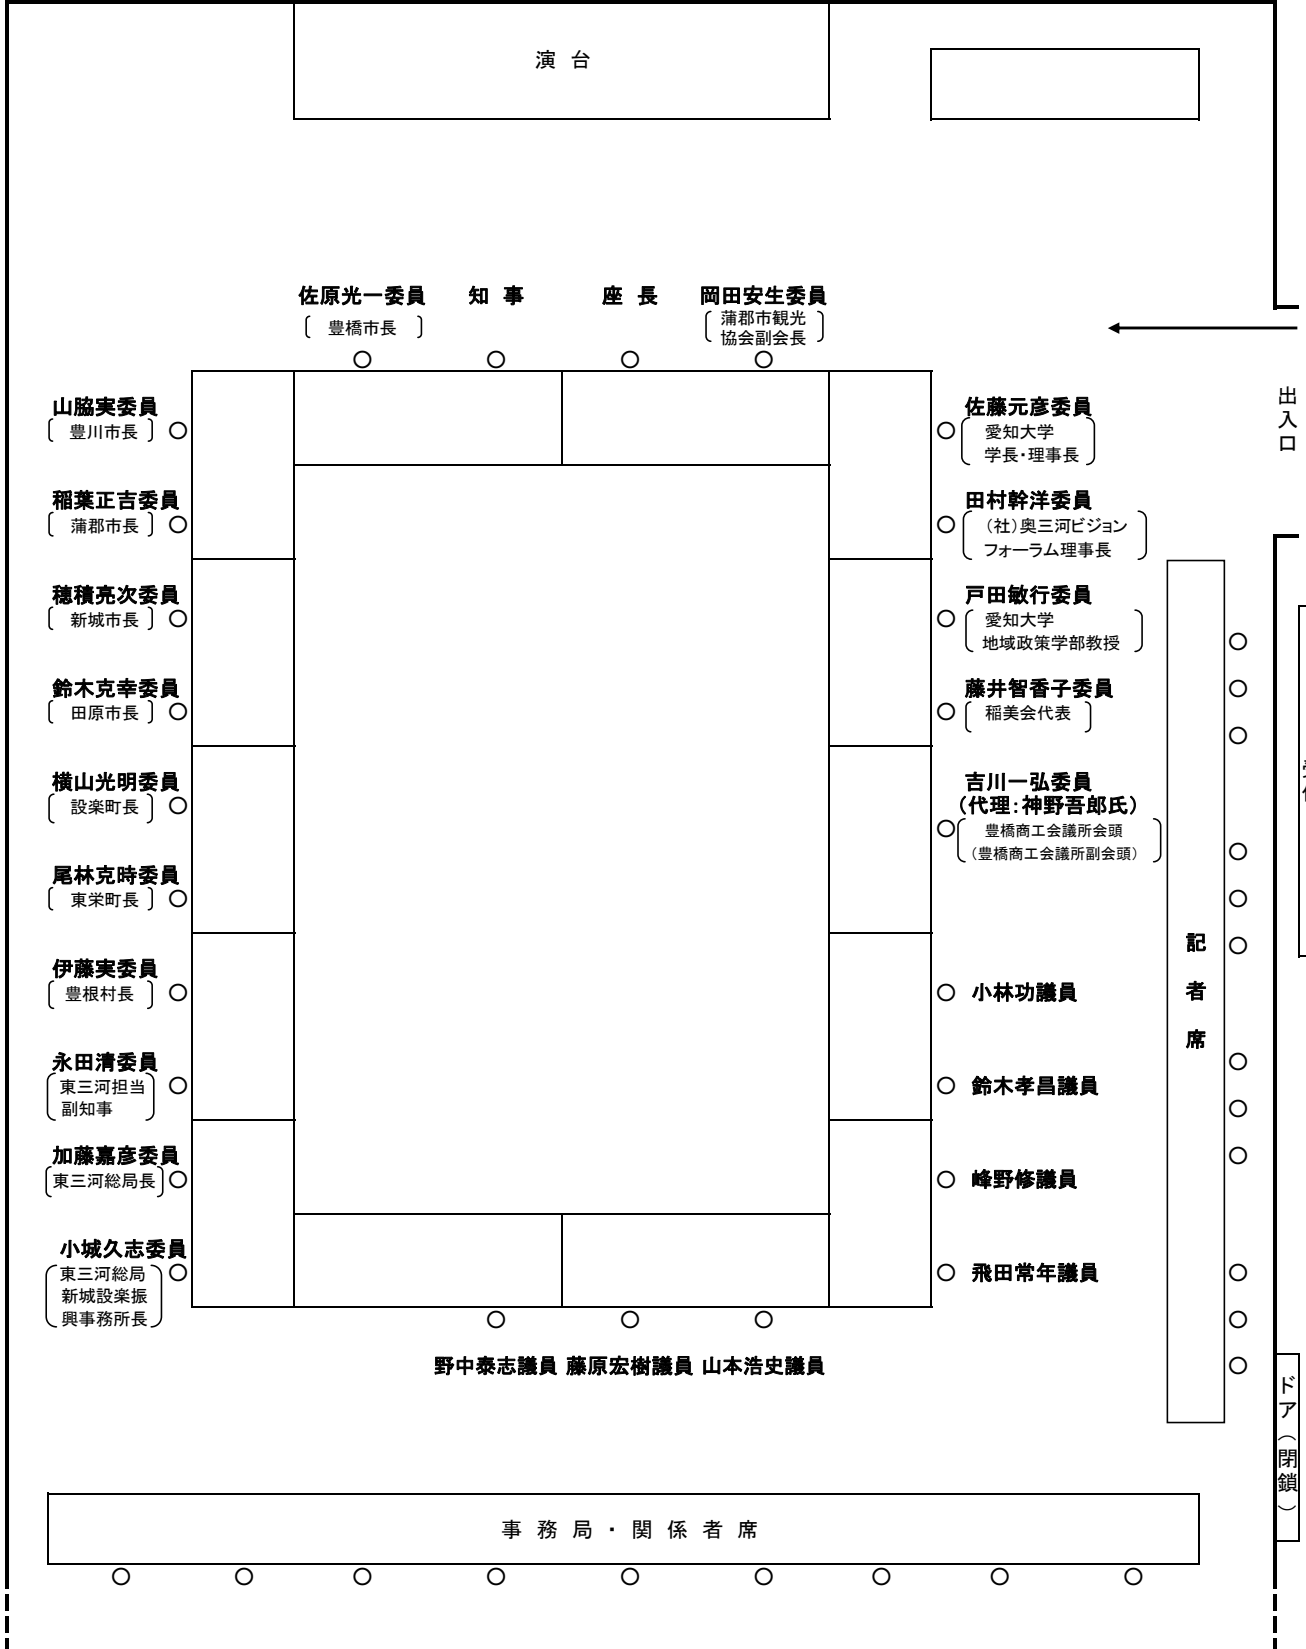 演 台
佐原光一委員
豊橋市長
知 事
座 長
岡田安生委員
蒲郡市観光
協会副会長
出入口
山脇実委員
豊川市長
稲葉正吉委員
蒲郡市長
穂積亮次委員
新城市長
鈴木克幸委員
田原市長
横山光明委員
設楽町長
尾林克時委員
東栄町長
伊藤実委員
豊根村長
永田清委員
東三河担当
副知事
加藤嘉彦委員
東三河総局長
小城久志委員
東三河総局
新城設楽振
興事務所長
佐藤元彦委員
愛知大学
学長・理事長
田村幹洋委員
（社）奥三河ビジョン
フォーラム理事長
戸田敏行委員
愛知大学
地域政策学部教授
藤井智香子委員
稲美会代表
吉川一弘委員
（代理：神野吾郎氏）
豊橋商工会議所会頭
（豊橋商工会議所副会頭）
小林功議員
鈴木孝昌議員
峰野修議員
飛田常年議員
野中泰志議員 藤原宏樹議員 山本浩史議員
記者席
ドア（閉鎖）
事 務 局 ・ 関 係 者 席